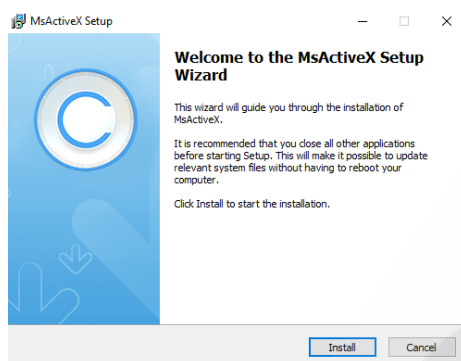 MsActiveX Setup
Welcome to the MsActiveX Setup
Wizard
This wizard will guide you through the installation of
MsActiveX.
It is recommended that you close all other applications
before starting Setup. This will make it possible to update
relevant system files without having to reboot your
computer.
Click Install to start the installation.
Install
Cancel